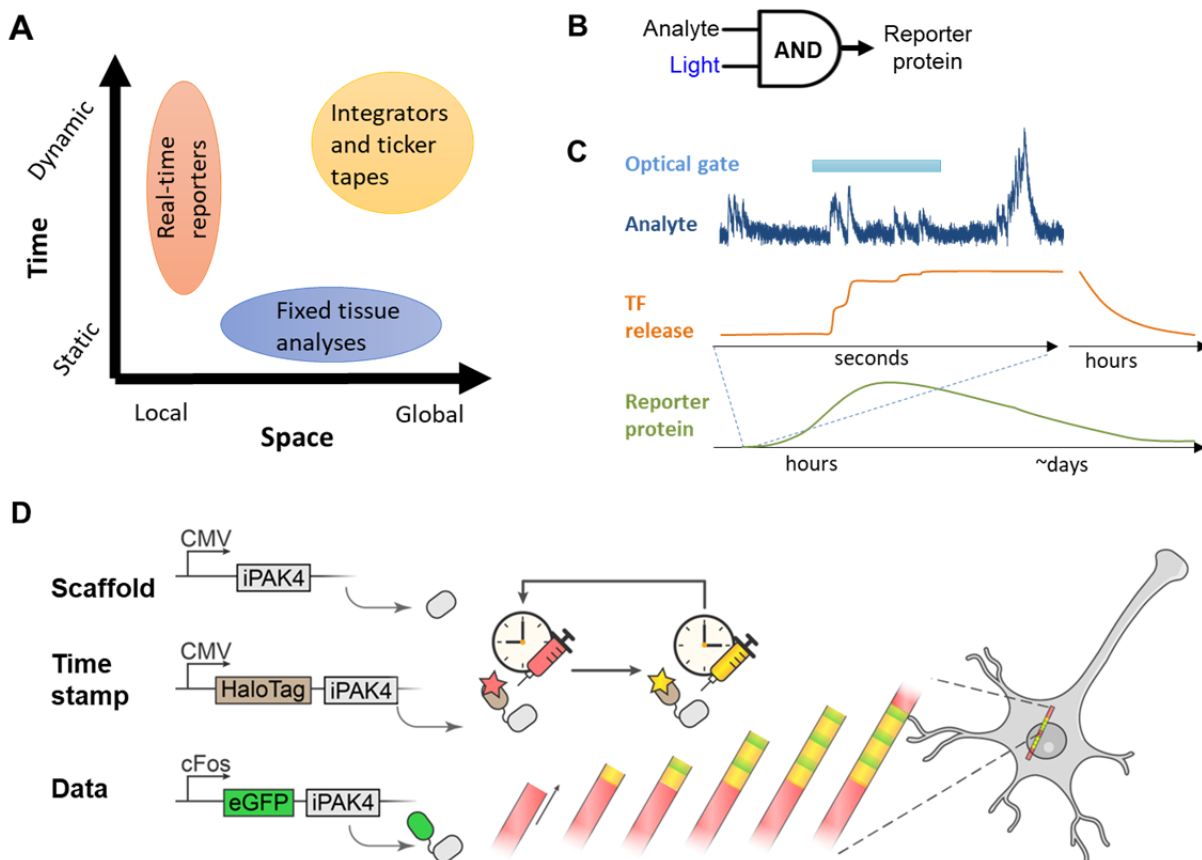 A
Time
Dynamic
Static
Real-time
reporters
Integrators
and ticker
tapes
Fixed tissue
analyses
Local
Global
Space
B
Analyte
Light
AND
Reporter
protein
C
Optical gate
Analyte
TF
release
seconds
hours
Reporter
protein
hours
~days
D
Scaffold
CMV
iPAK4
Time
stamp
CMV
HaloTag
iPAK4
Data
cFos
eGFP
iPAK4